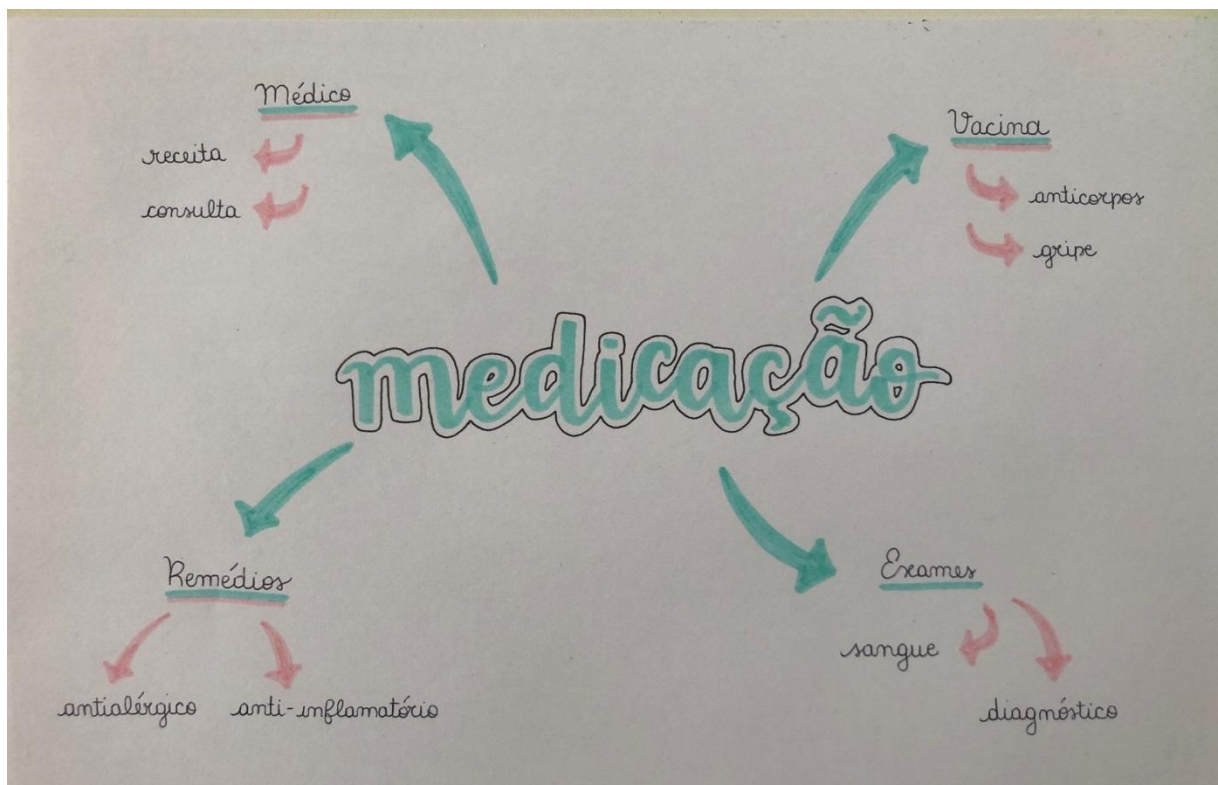 Médico
receita
consulta
Vacina
anticorpos
gripe
medicação
Remédios
antialérgico
anti-inflamatório
Exames
sangue
diagnóstico